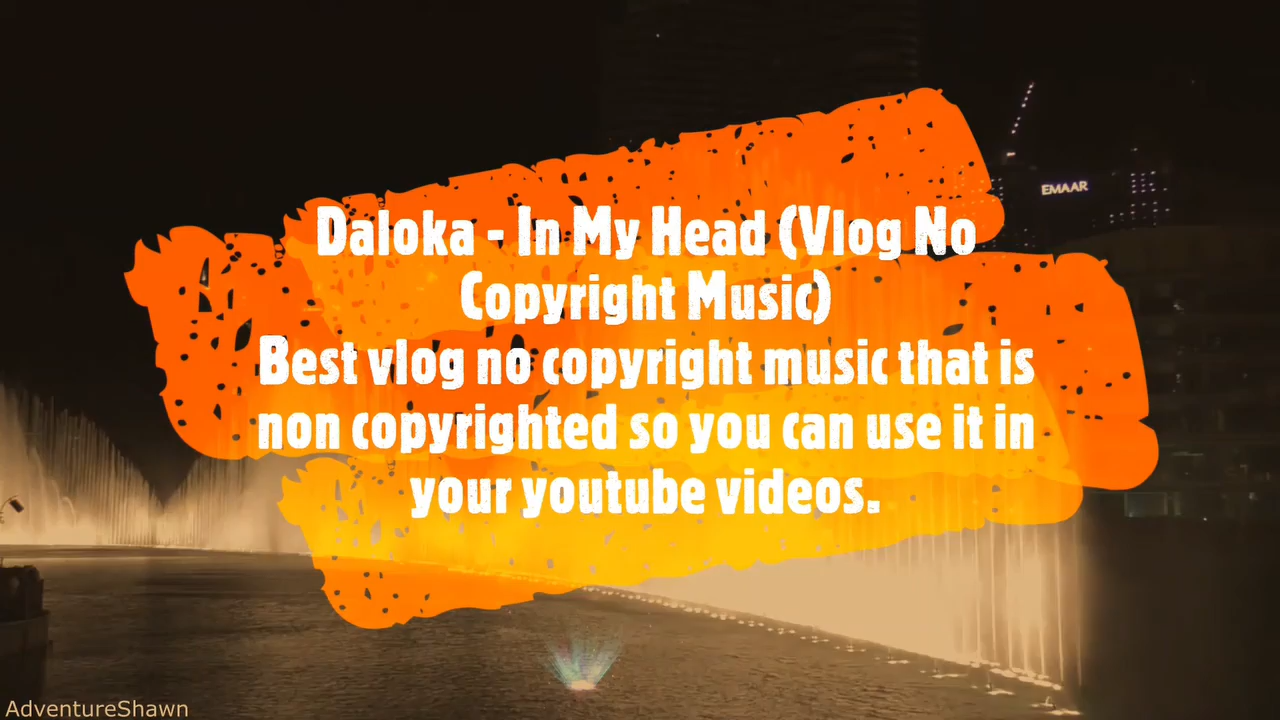 EMAAR
Daloka - In My Head (Vlog No
Copyright Music)
Best vlog no copyright music that is
non copyrighted so you can use it in
your youtube videos.
AdventureShawn